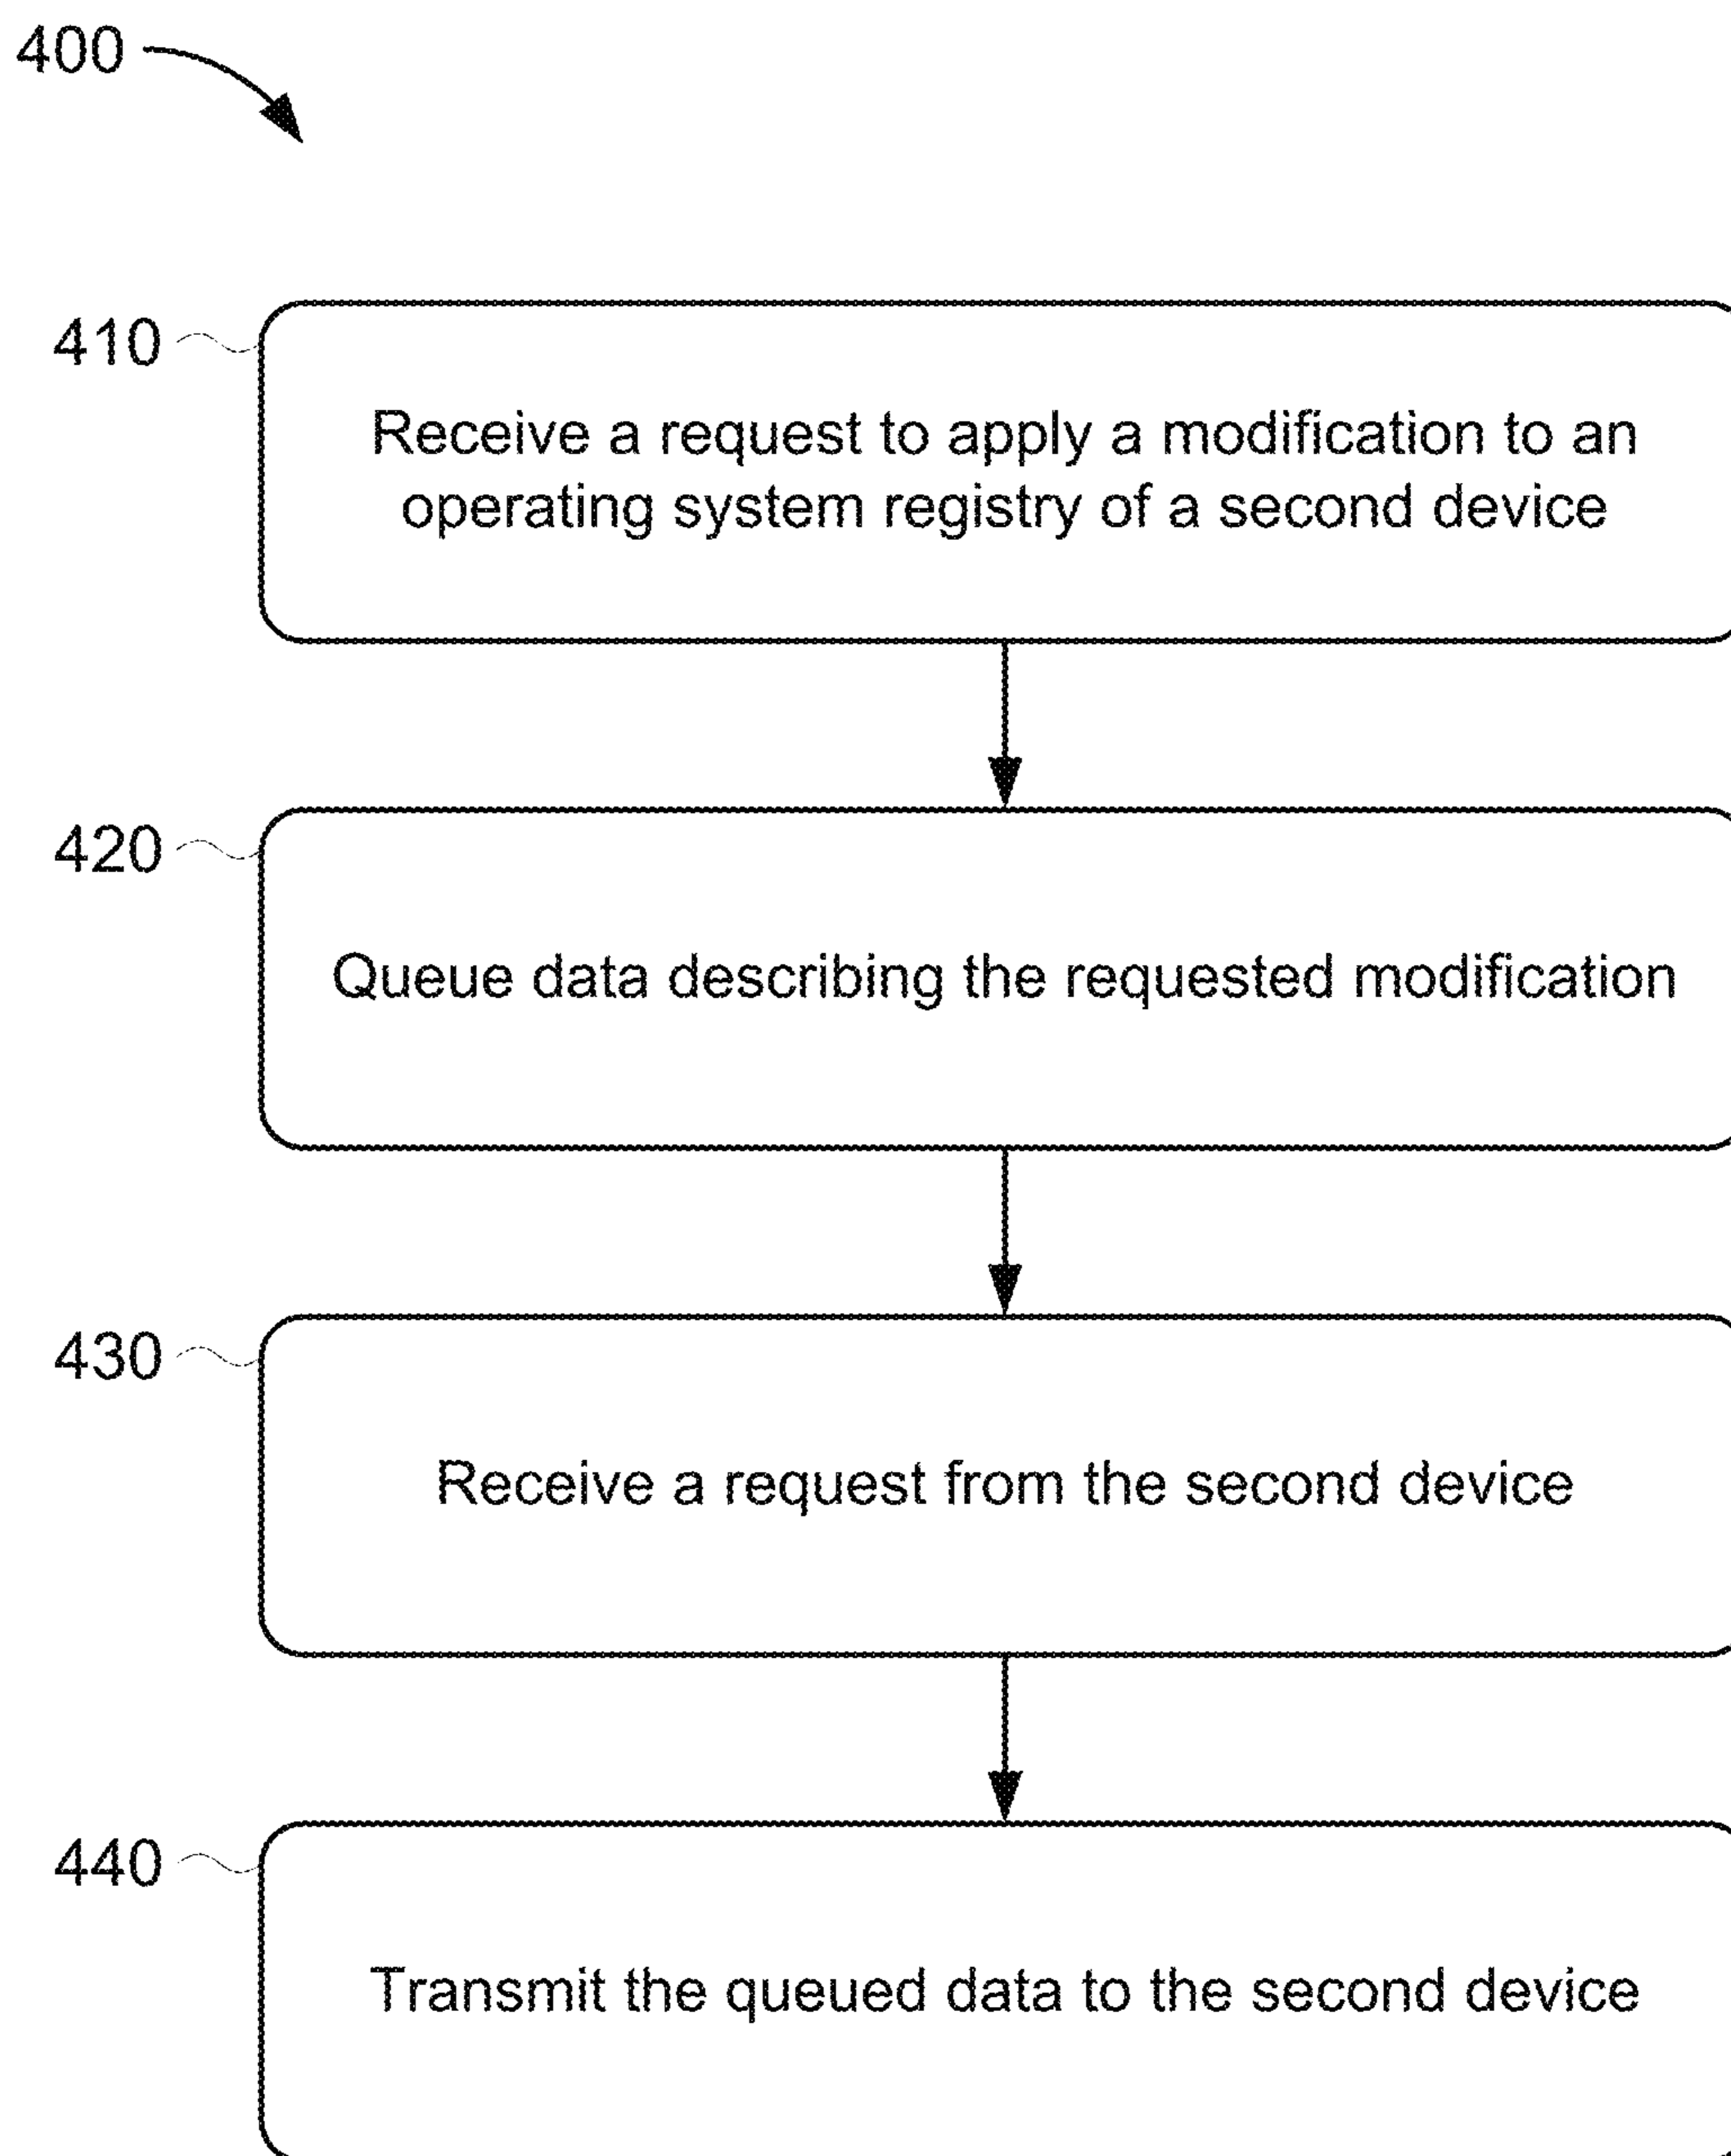 400
410
Receive a request to apply a modification to an
operating system registry of a second device
420
Queue data describing the requested modification
430
Receive a request from the second device
440
Transmit the queued data to the second device